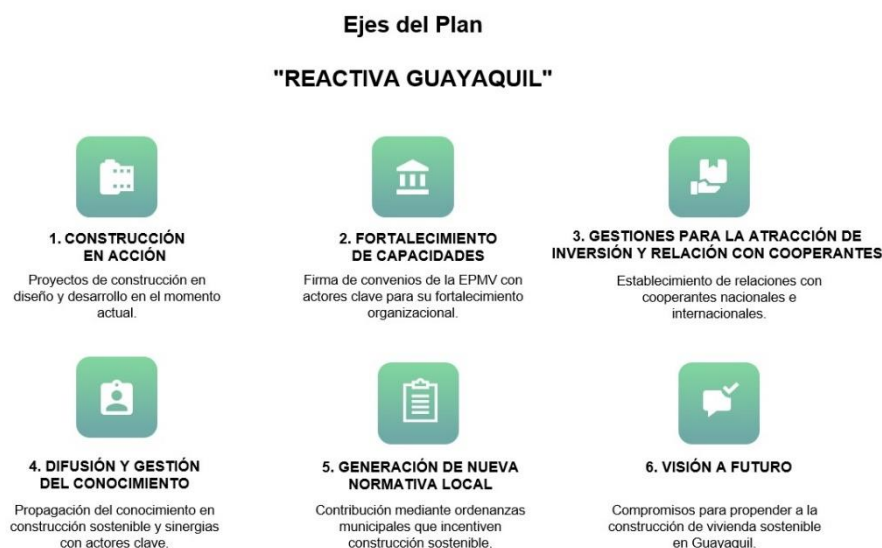 Ejes del Plan
"REACTIVA GUAYAQUIL"
1. CONSTRUCCIÓN
EN ACCIÓN
Proyectos de construcción en
diseño y desarrollo en el momento
actual.
2. FORTALECIMIENTO
DE CAPACIDADES
Firma de convenios de la EPMV con
actores clave para su fortalecimiento
organizacional.
3. GESTIONES PARA LA ATRACCIÓN DE
INVERSIÓN Y RELACIÓN CON COOPERANTES
Establecimiento de relaciones con
cooperantes nacionales e
internacionales.
4. DIFUSIÓN Y GESTIÓN
DEL CONOCIMIENTO
Propagación del conocimiento en
construcción sostenible y sinergias
con actores clave.
5. GENERACIÓN DE NUEVA
NORMATIVA LOCAL
Contribución mediante ordenanzas
municipales que incentiven
construcción sostenible.
6. VISIÓN A FUTURO
Compromisos para propender a la
construcción de vivienda sostenible
en Guayaquil.